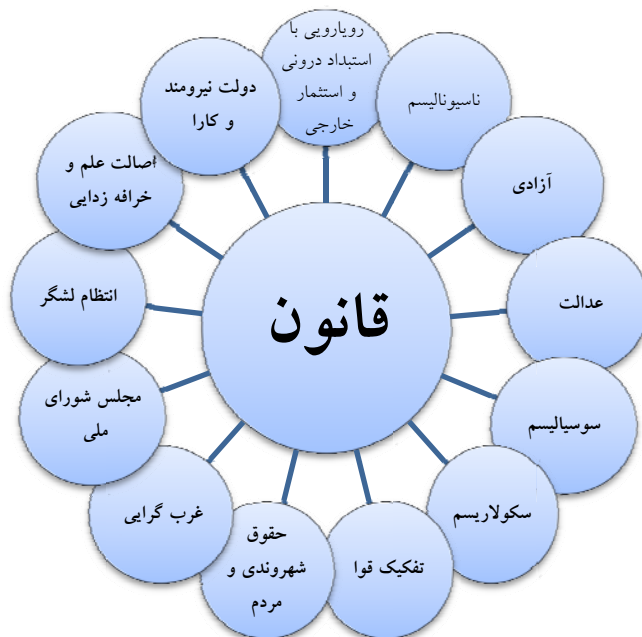 قانون
رویارویی با
استبداد درونی
و استثمار
خارجی
ناسیونالیسم
آزادی
عدالت
سوسیالیسم
سکولاریسم
تفکیک قوا
حقوق
شهروندی و
مردم
غرب گرایی
مجلس شورای
ملی
انتظام لشگر
اصالت علم و
خرافه زدایی
دولت نیرومند
و کارا